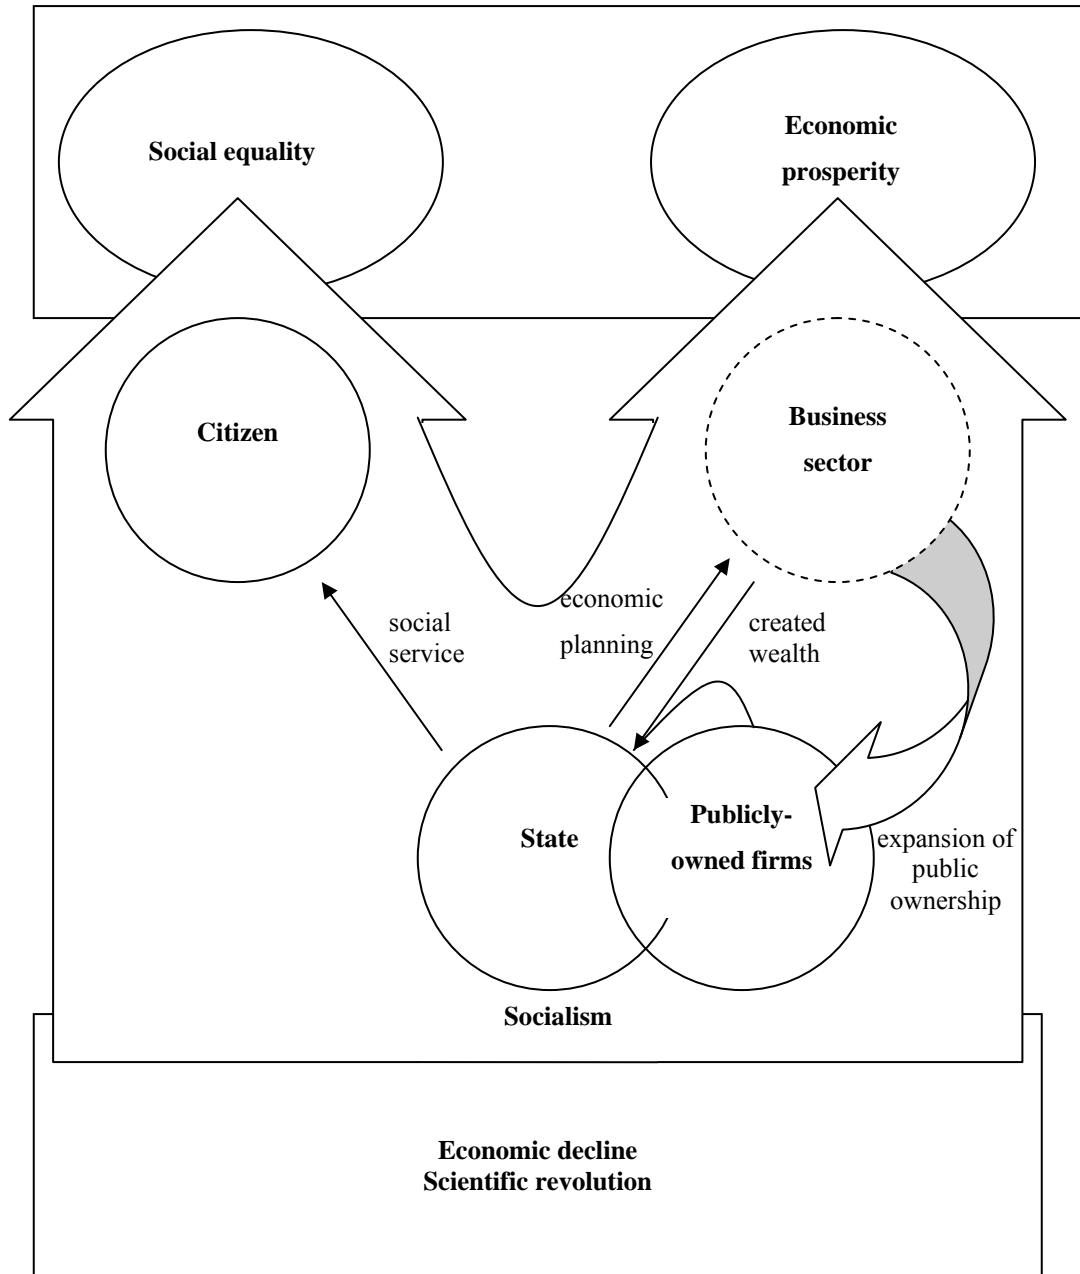 Social equality
Economic
prosperity
Citizen
Business
sector
social
service
economic
planning
created
wealth
State
Publicly-
owned firms
expansion of
public
ownership
Socialism
Economic decline
Scientific revolution